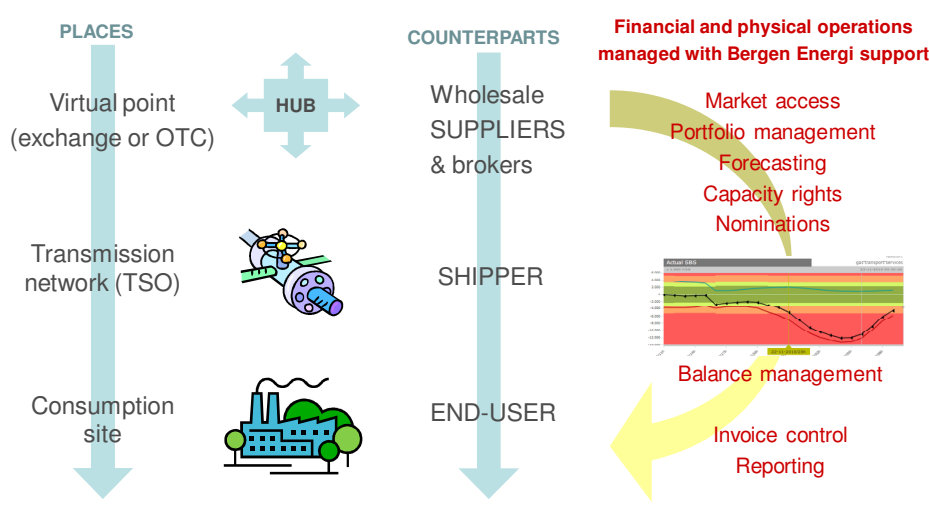 PLACES
COUNTERPARTS
Financial and physical operations
managed with Bergen Energi support
Virtual point
(exchange or OTC)
HUB
Wholesale
SUPPLIERS
& brokers
Market access
Portfolio management
Forecasting
Capacity rights
Nominations
Transmission
network (TSO)
SHIPPER
Actual SBS
gastransport services
Balance management
Consumption
site
END-USER
Invoice control
Reporting